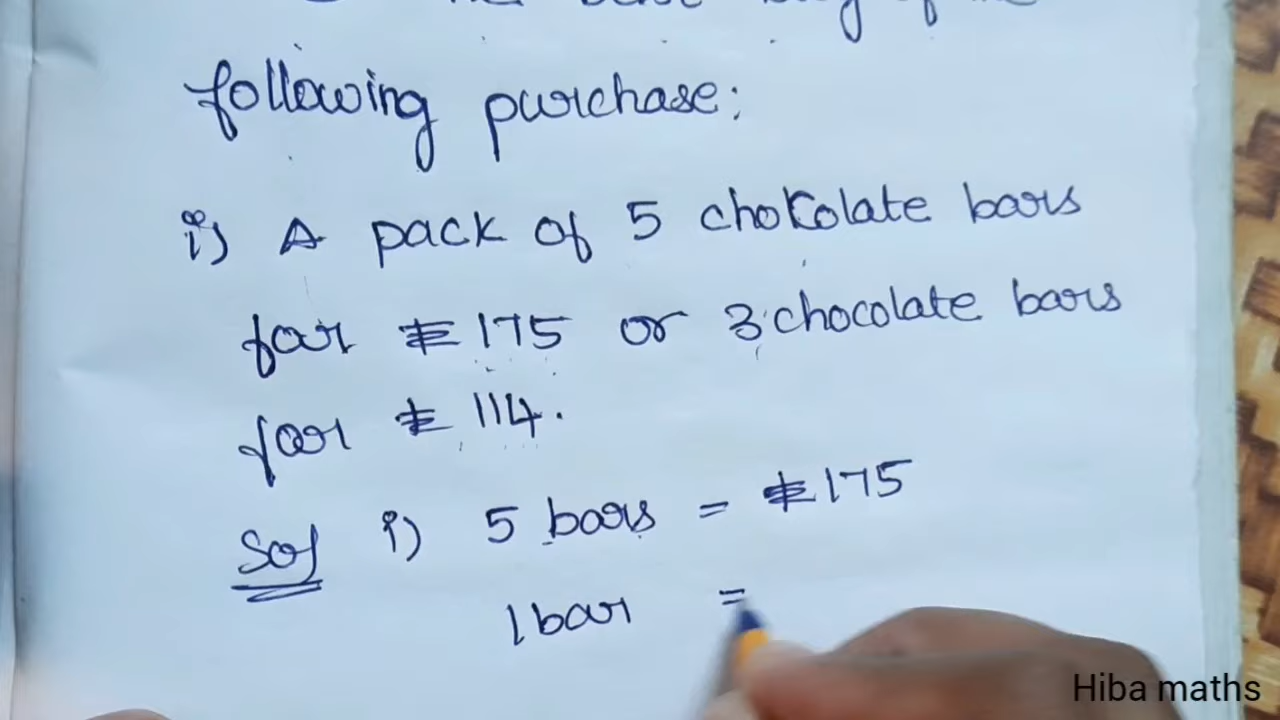 following purchase:
i) A pack of 5 chokolate bars
for ₹ 175 or 3 chocolate bars
for ₹ 114.
Sol i) 5 bars = ₹ 175
1 bar =
Hiba maths